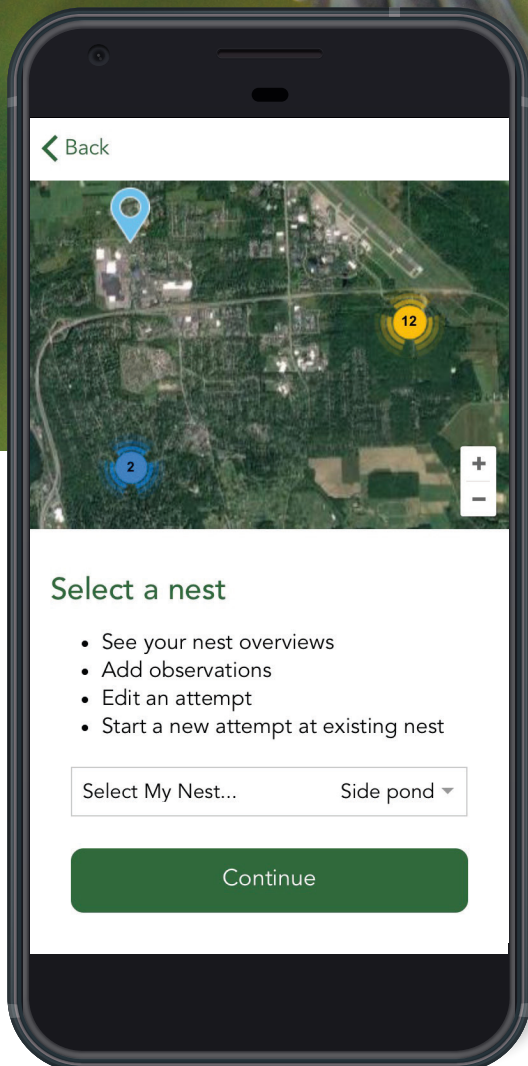 Back
12
2
+
−
Select a nest
• See your nest overviews
• Add observations
• Edit an attempt
• Start a new attempt at existing nest
Select My Nest... Side pond
Continue